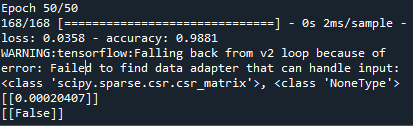 Epoch 50/50
168/168 [==============================] - 0s 2ms/sample -
loss: 0.0358 - accuracy: 0.9881
WARNING:tensorflow:Falling back from v2 loop because of
error: Failed to find data adapter that can handle input:
<class 'scipy.sparse.csr.csr_matrix'>, <class 'NoneType'>
[[0.00020407]]
[[False]]